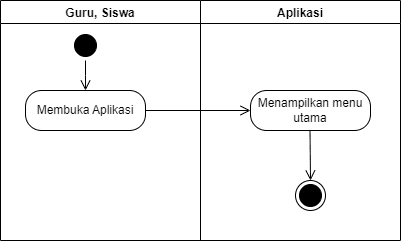 Guru, Siswa
Aplikasi
Membuka Aplikasi
Menampilkan menu
utama